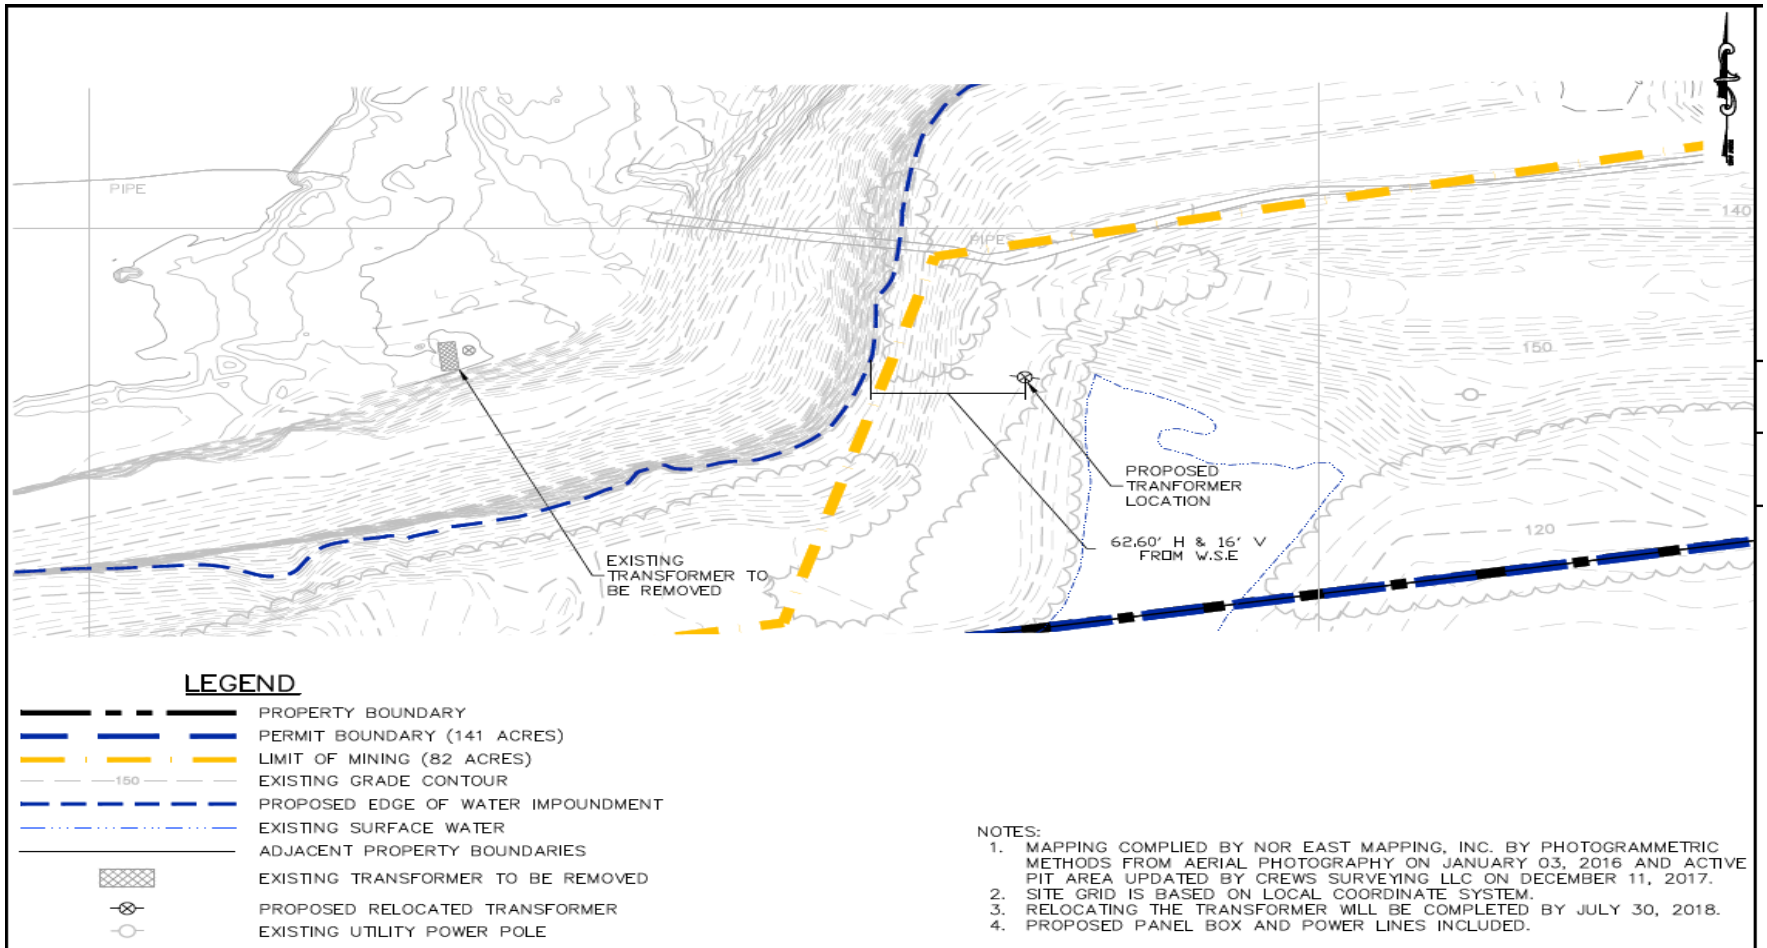 PIPE
PIPES
140
150
120
PROPOSED
TRANFORMER
LOCATION
62.60' H & 16' V
FROM W.S.E
EXISTING
TRANSFORMER TO
BE REMOVED
LEGEND
PROPERTY BOUNDARY
PERMIT BOUNDARY (141 ACRES)
LIMIT OF MINING (82 ACRES)
150
EXISTING GRADE CONTOUR
PROPOSED EDGE OF WATER IMPOUNDMENT
EXISTING SURFACE WATER
ADJACENT PROPERTY BOUNDARIES
EXISTING TRANSFORMER TO BE REMOVED
PROPOSED RELOCATED TRANSFORMER
EXISTING UTILITY POWER POLE
NOTES:
1. MAPPING COMPLIED BY NOR EAST MAPPING, INC. BY PHOTOGRAMMETRIC
METHODS FROM AERIAL PHOTOGRAPHY ON JANUARY 03, 2016 AND ACTIVE
PIT AREA UPDATED BY CREWS SURVEYING LLC ON DECEMBER 11, 2017.
2. SITE GRID IS BASED ON LOCAL COORDINATE SYSTEM.
3. RELOCATING THE TRANSFORMER WILL BE COMPLETED BY JULY 30, 2018.
4. PROPOSED PANEL BOX AND POWER LINES INCLUDED.